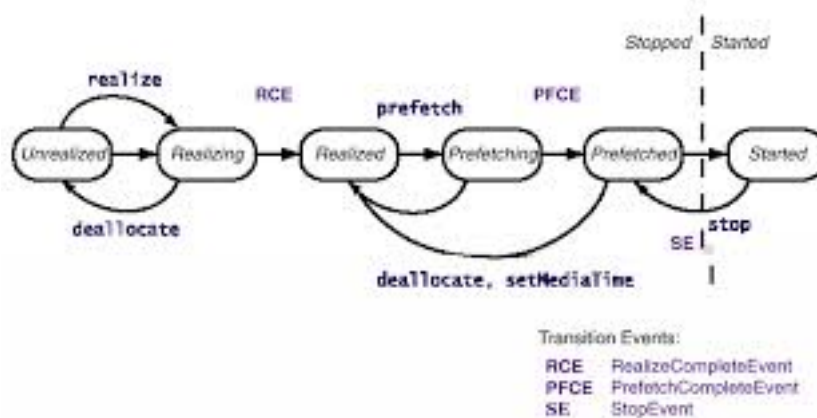 Stopped Started
realize
RCE
prefetch
PFCE
Unrealized Realizing Realized Prefetching Prefetched Started
deallocate
stop
SE
deallocate, setMediaTime
Transition Events:
RCE RealizeCompleteEvent
PFCE PrefetchCompleteEvent
SE StopEvent